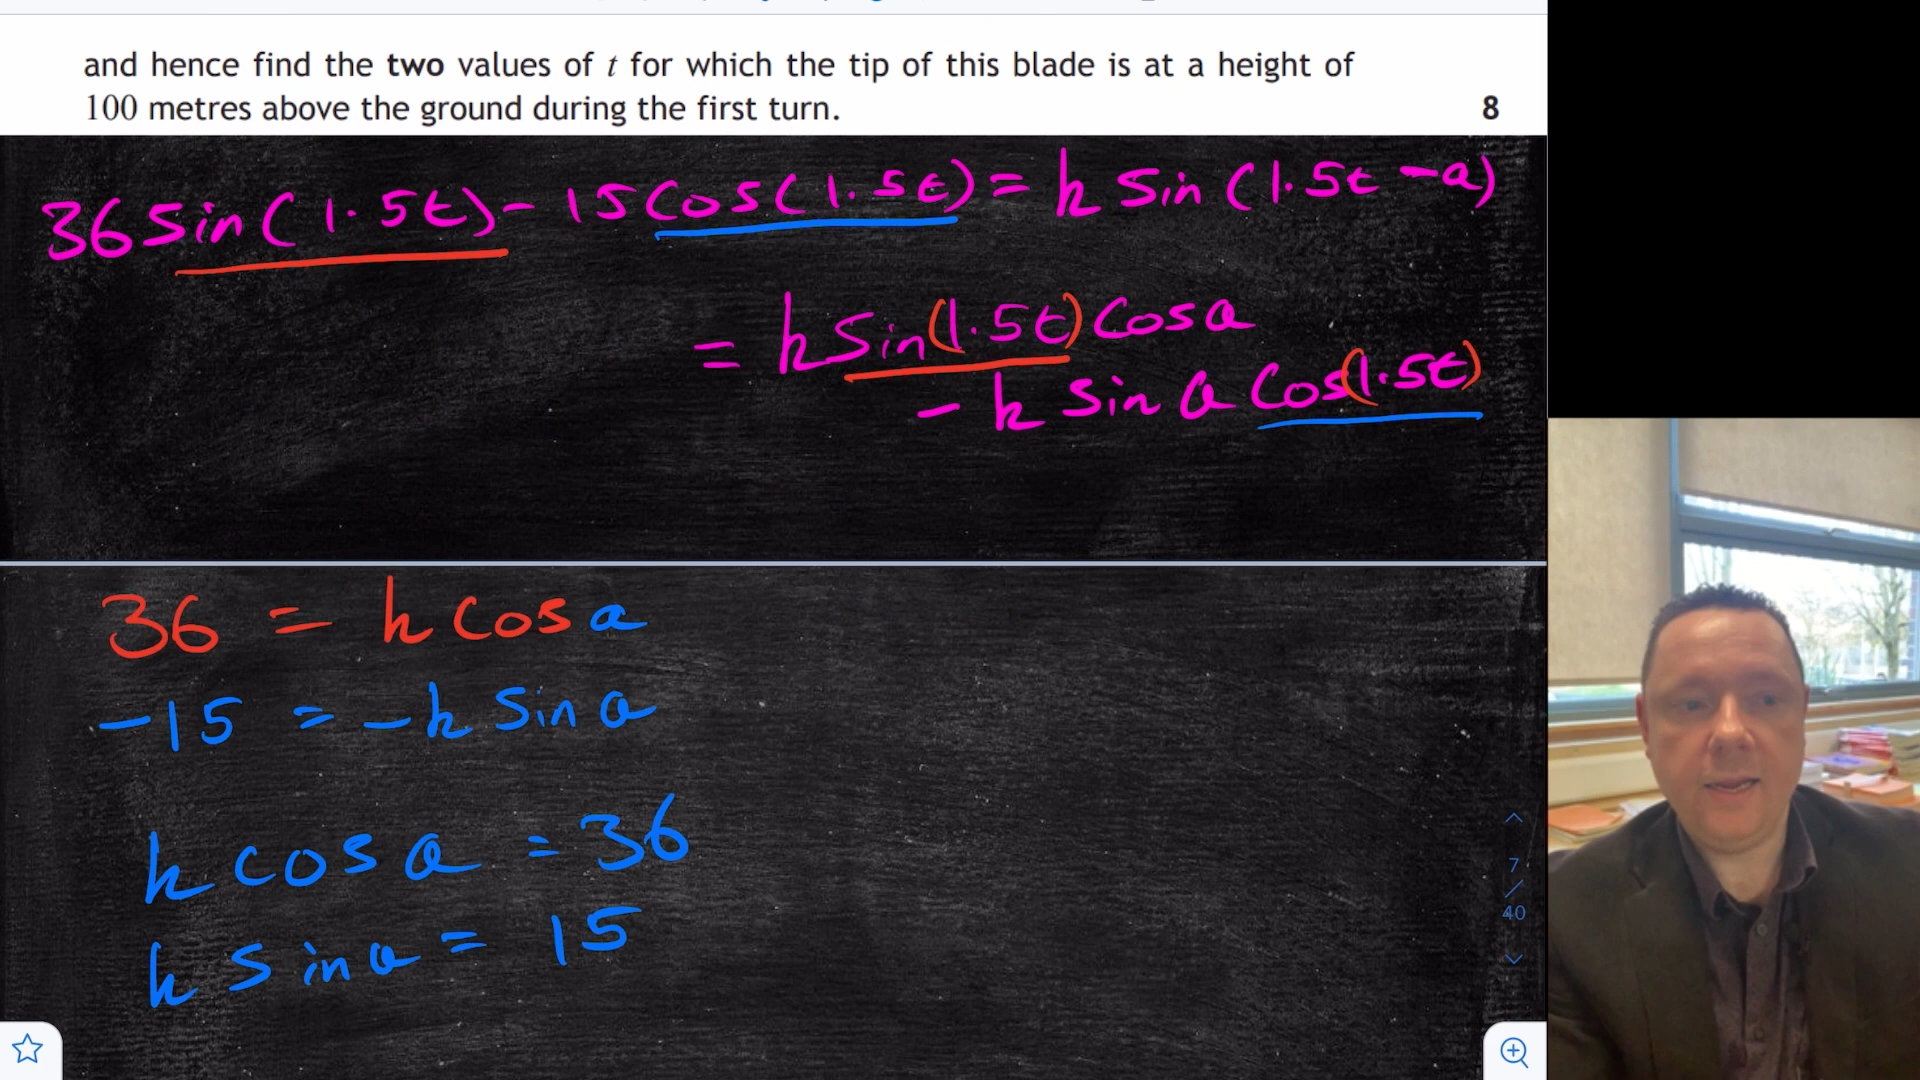 and hence find the two values of t for which the tip of this blade is at a height of
100 metres above the ground during the first turn.
8
36 sin(1.5t) - 15 cos(1.5t) = k sin(1.5t - a)
= k sin(1.5t) cos a
- k sin a cos(1.5t)
36 = k cos a
-15 = -k sin a
k cos a = 36
k sin a = 15
7
/
40